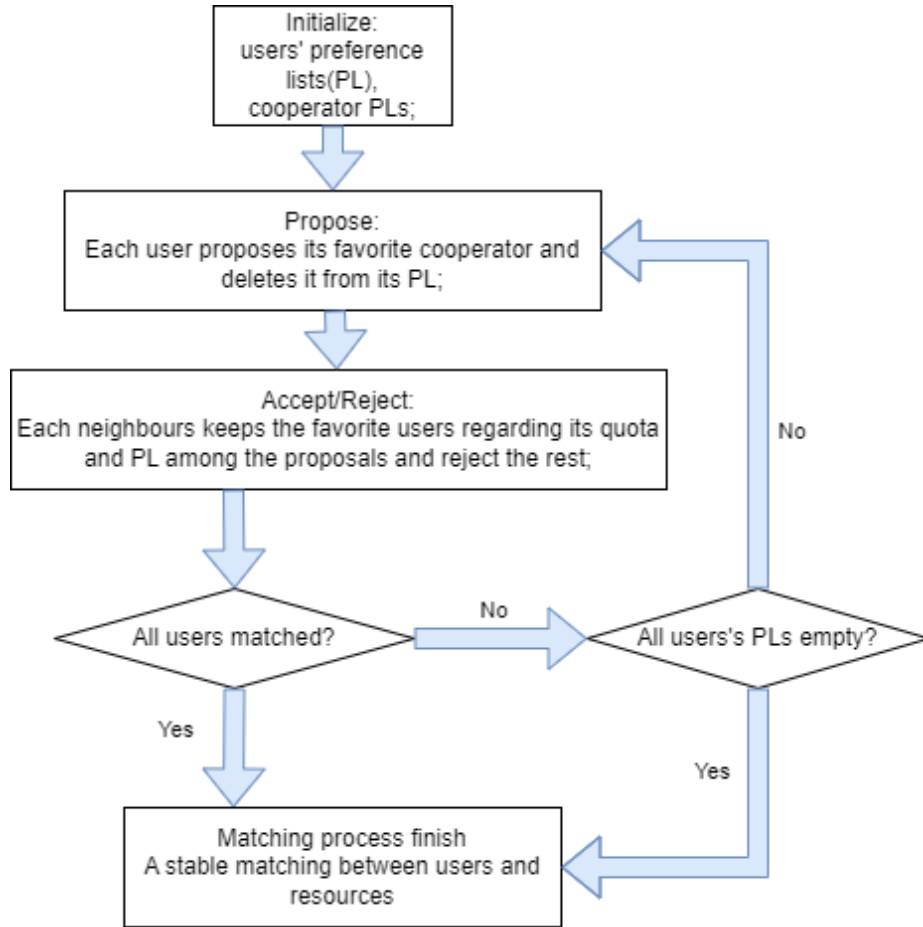 Initialize:
users' preference
lists(PL),
cooperator PLs;
Propose:
Each user proposes its favorite cooperator and
deletes it from its PL;
Accept/Reject:
Each neighbours keeps the favorite users regarding its quota
and PL among the proposals and reject the rest;
No
All users matched?
No
All users's PLs empty?
Yes
Yes
Matching process finish
A stable matching between users and
resources